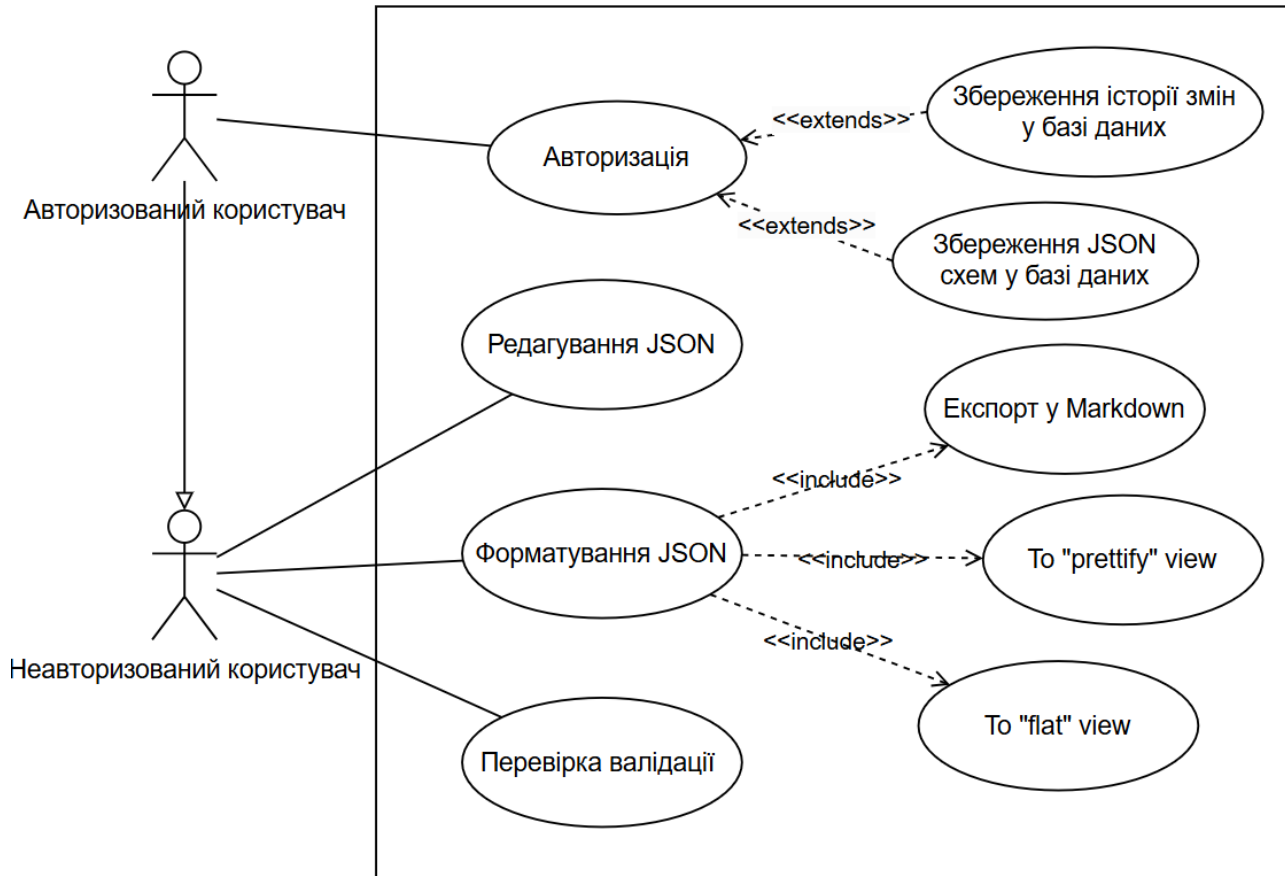 Збереження історії змін
у базі даних
<<extends>>
Авторизація
Авторизований користувач
<<extends>>
Збереження JSON
схем у базі даних
Редагування JSON
Експорт у Markdown
<<include>>
Форматування JSON
<<include>>
To "prettify" view
<<include>>
Неавторизований користувач
To "flat" view
Перевірка валідації